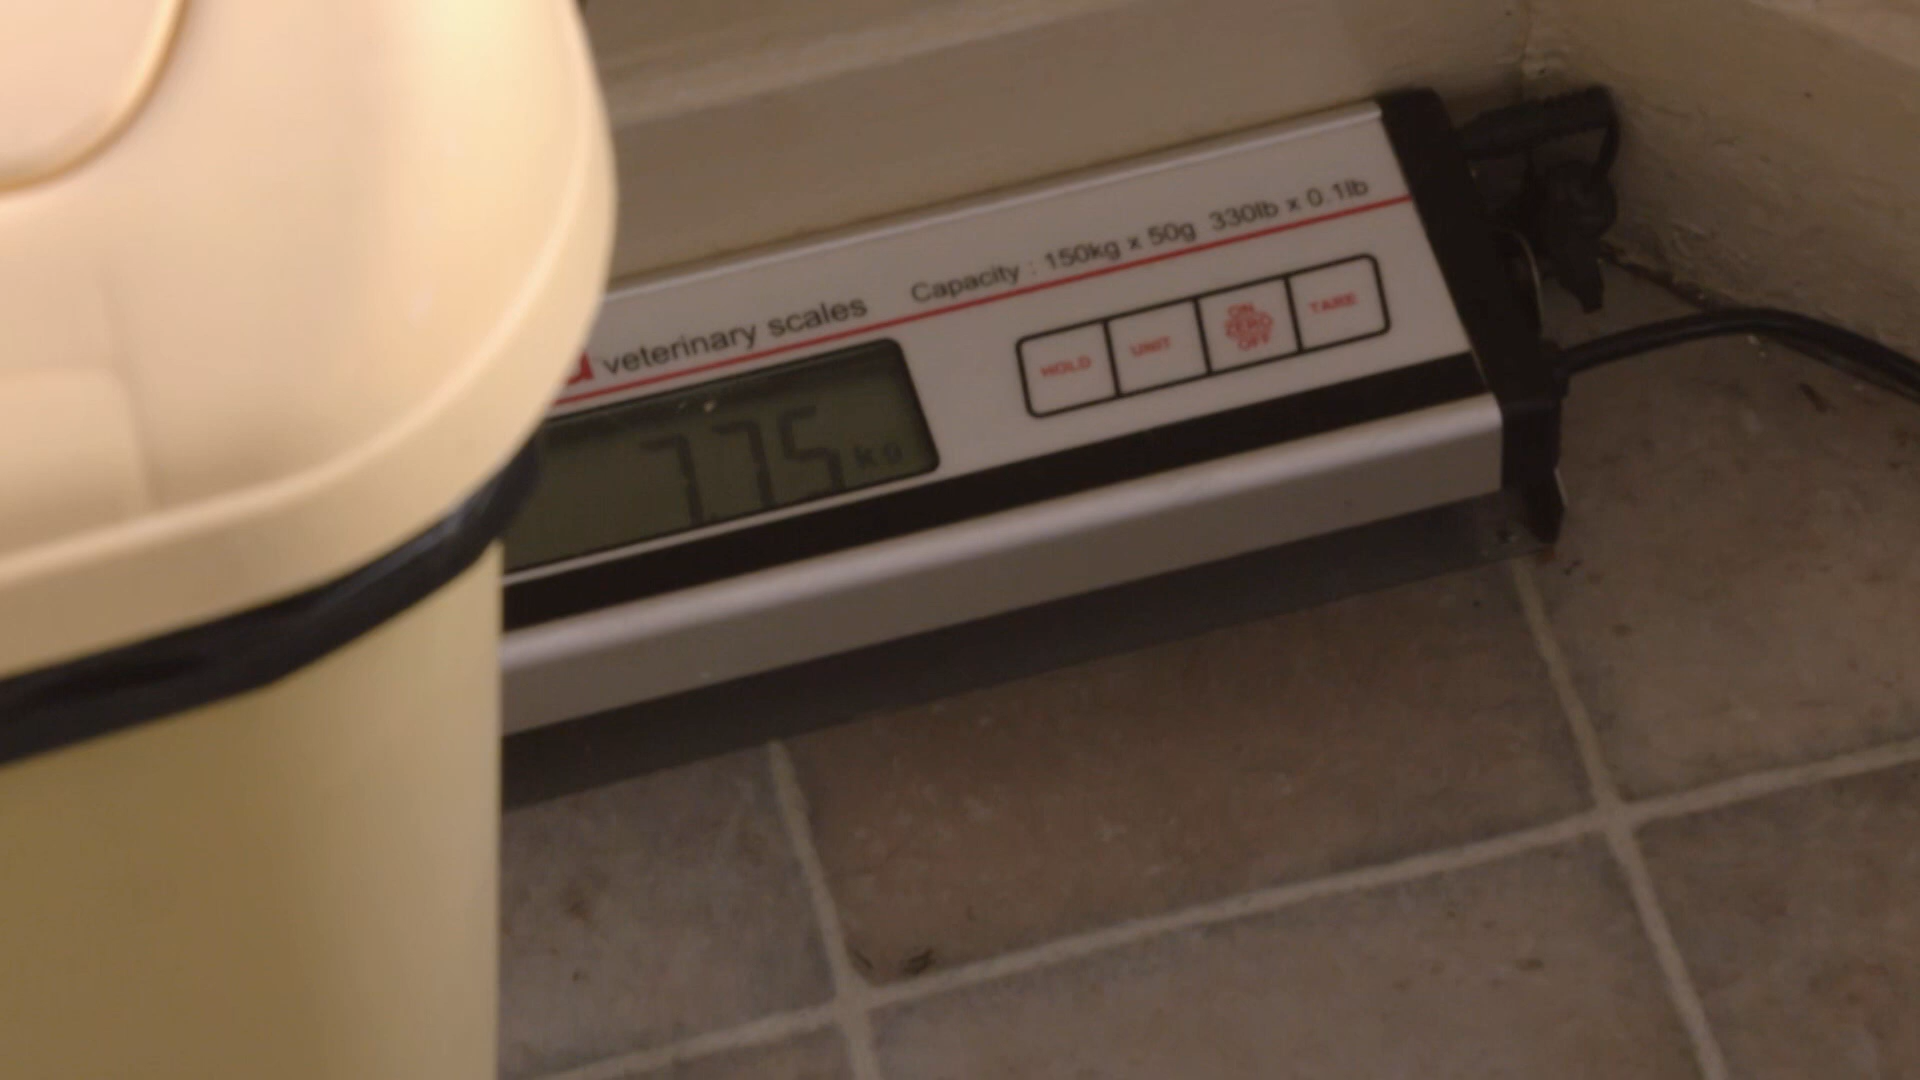 veterinary scales
Capacity : 150kg x 50g 330lb x 0.1lb
HOLD
UNIT
ON
ZERO
OFF
TARE
7.75 kg